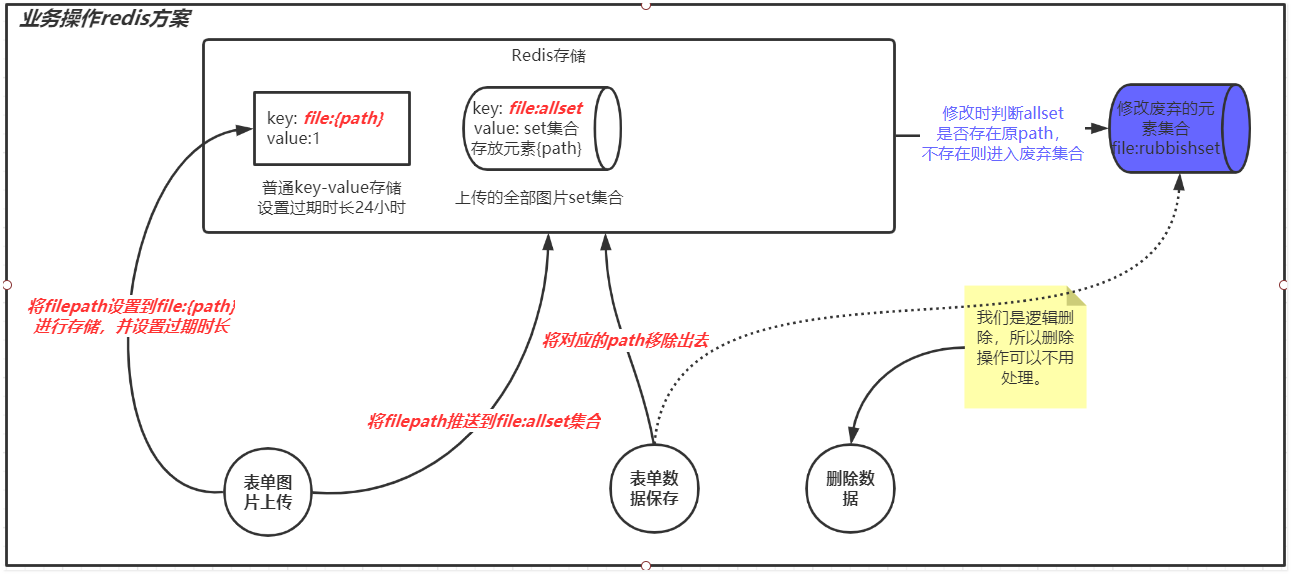 业务操作redis方案
Redis存储
key: file:{path}
value:1
普通key-value存储
设置过期时长24小时
key: file:allset
value: set集合
存放元素{path}
上传的全部图片set集合
修改时判断allset
是否存在原path，
不存在则进入废弃集合
修改废弃的元
素集合
file:rubbishset
将filepath设置到file:{path}
进行存储，并设置过期时长
将对应的path移除出去
我们是逻辑删
除，所以删除
操作可以不用
处理。
将filepath推送到file:allset集合
表单图
片上传
表单数
据保存
删除数
据